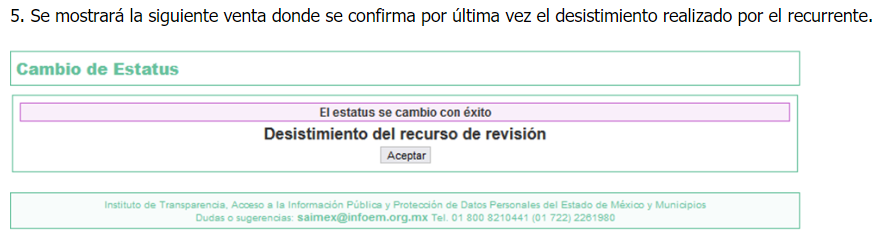 5. Se mostrará la siguiente venta donde se confirma por última vez el desistimiento realizado por el recurrente.
Cambio de Estatus
El estatus se cambio con éxito
Desistimiento del recurso de revisión
Aceptar
Instituto de Transparencia, Acceso a la Información Pública y Protección de Datos Personales del Estado de México y Municipios
Dudas o sugerencias: saimex@infoem.org.mx Tel. 01 800 8210441 (01 722) 2261980